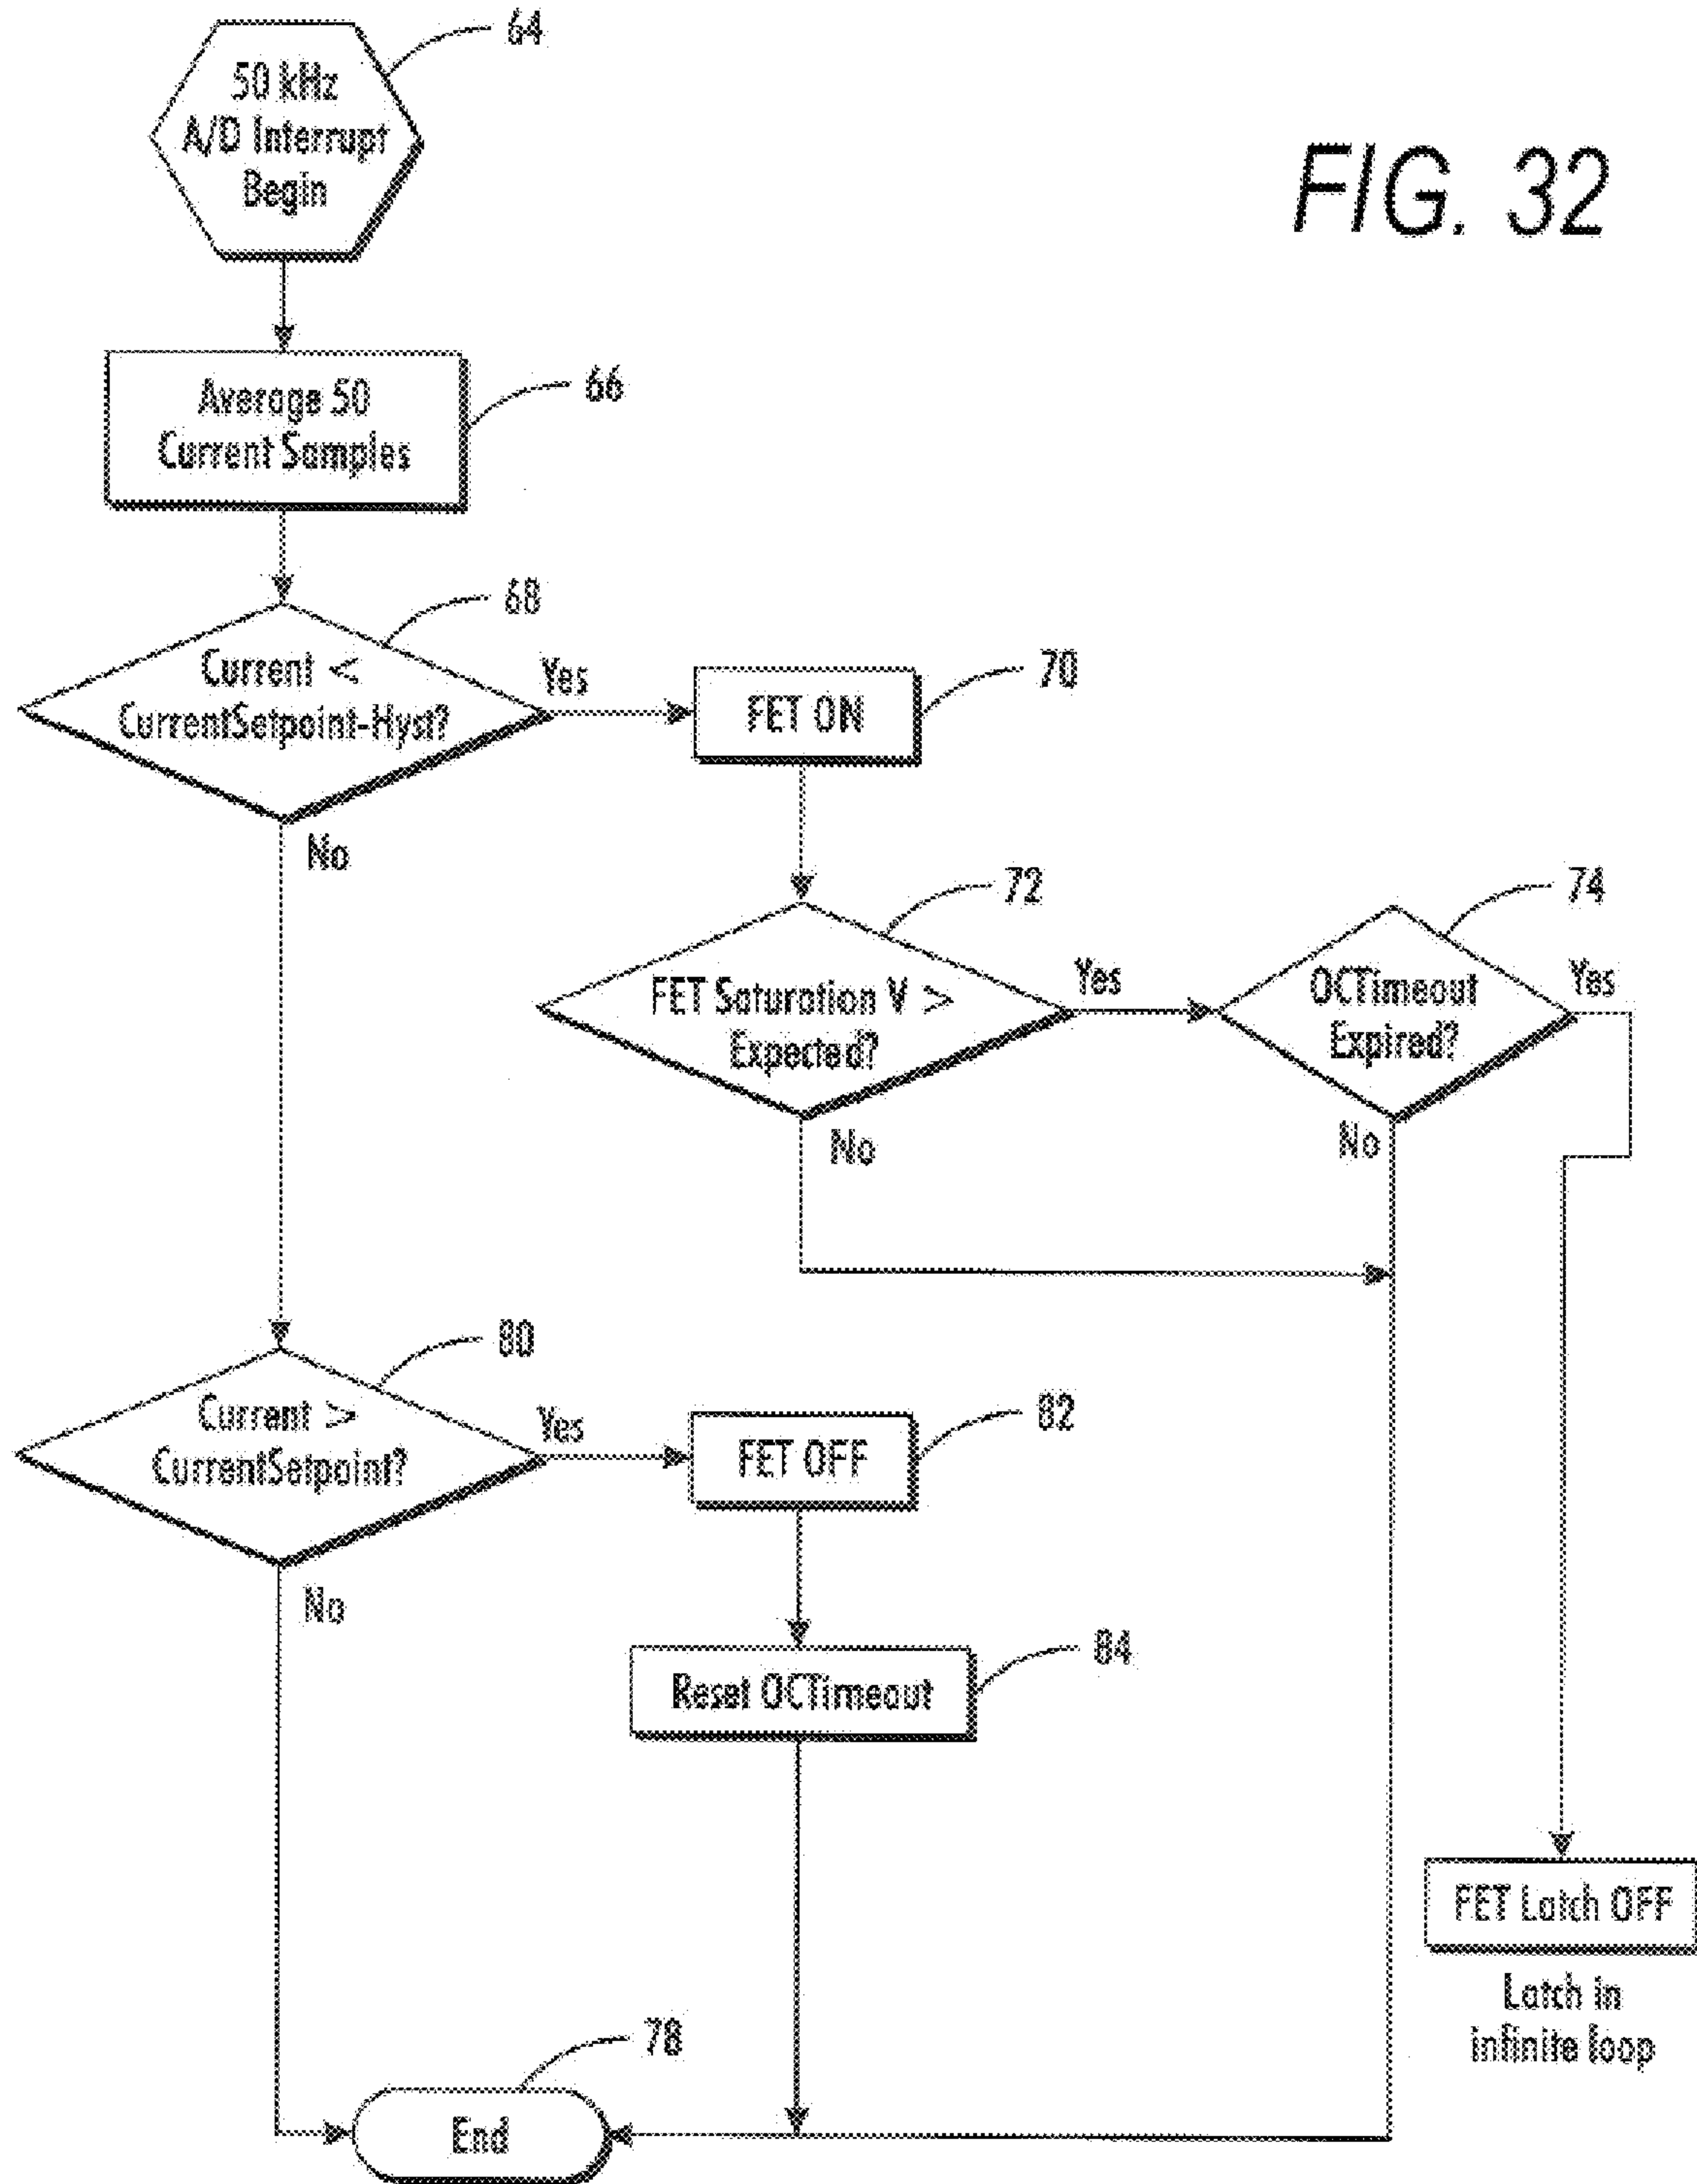 64
50 kHz
A/D Interrupt
Begin
FIG. 32
Average 50
Current Samples
66
68
Current <
CurrentSetpoint-Hyst?
Yes
No
FET ON
70
72
FET Saturation V >
Expected?
Yes
No
74
OCTimeout
Expired?
Yes
No
80
Current >
CurrentSetpoint?
Yes
No
FET OFF
82
Reset OCTimeout
84
FET Latch OFF
Latch in
infinite loop
78
End